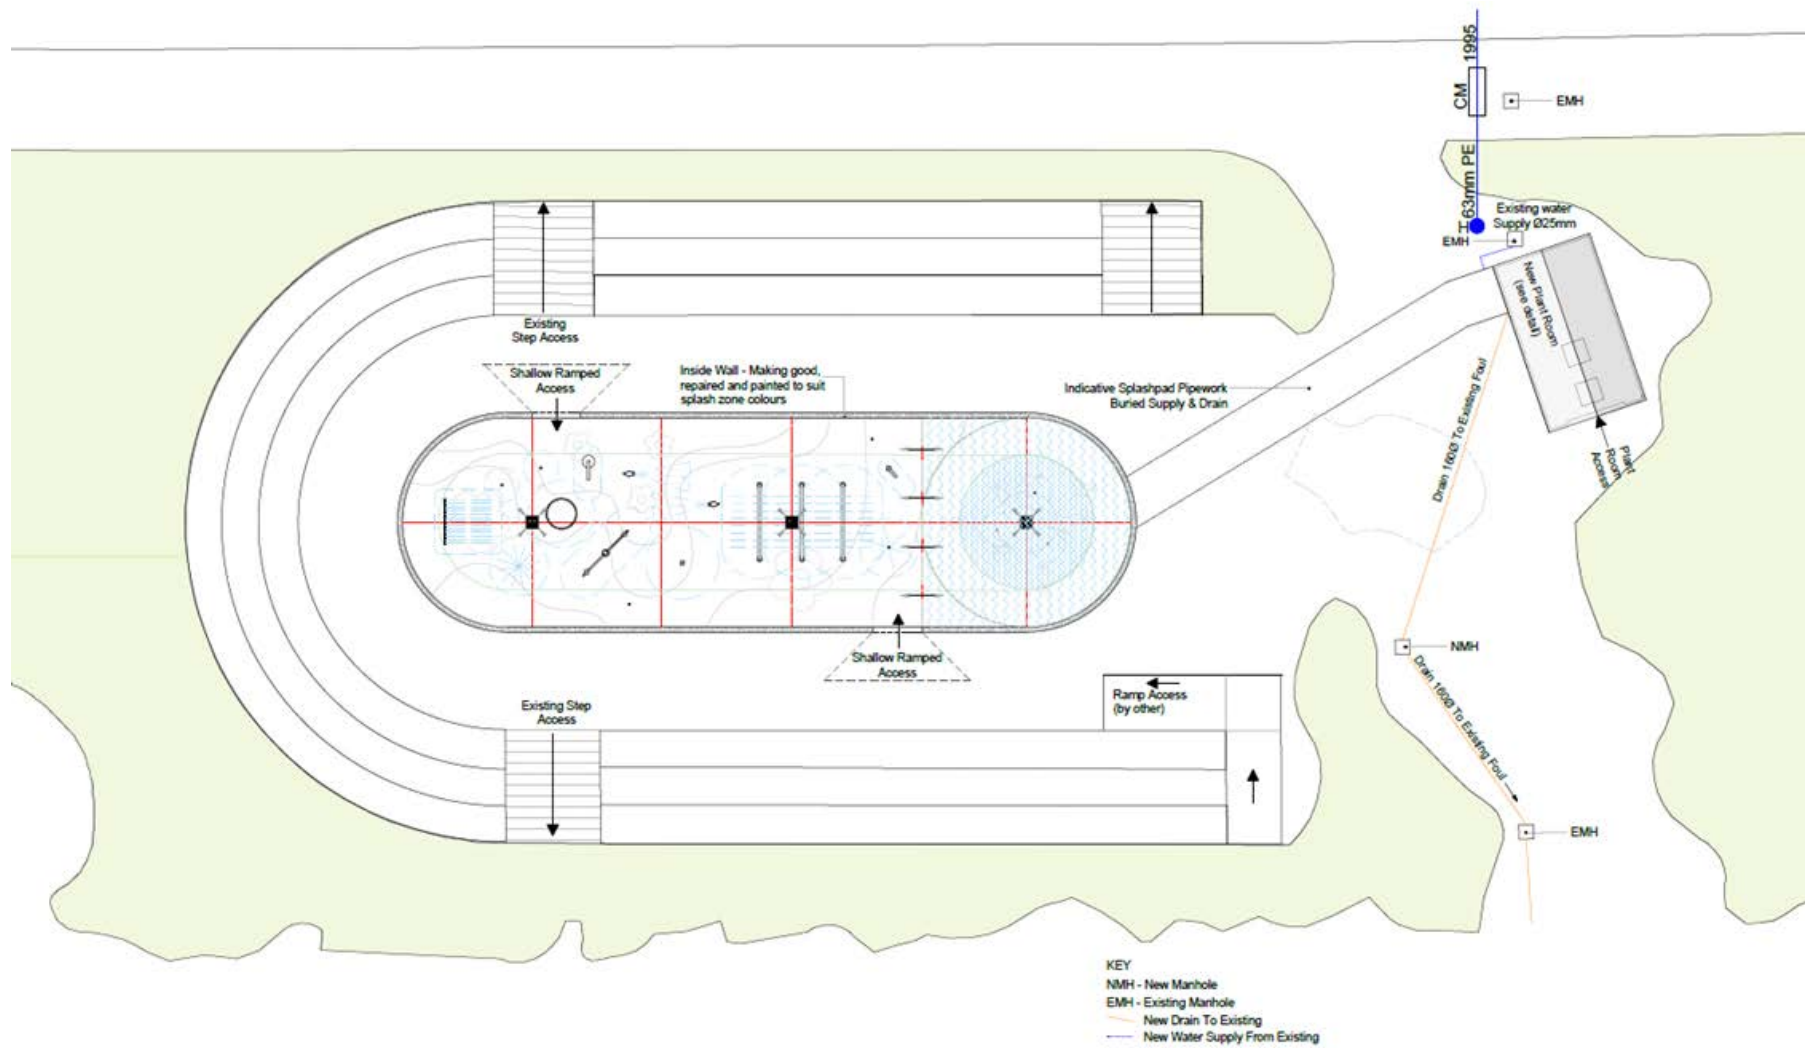 CM 1995
EMH
63mm PE
Existing water
Supply Ø25mm
EMH
New Plant Room
(see detail)
Existing
Step Access
Shallow Ramped
Access
Inside Wall - Making good,
repaired and painted to suit
splash zone colours
Indicative Splashpad Pipework
Buried Supply & Drain
Drain 160Ø To Existing Foul
Plant
Room
Access
NMH
Shallow Ramped
Access
Drain 160Ø To Existing Foul
Ramp Access
(by other)
Existing Step
Access
EMH
KEY
NMH - New Manhole
EMH - Existing Manhole
New Drain To Existing
New Water Supply From Existing